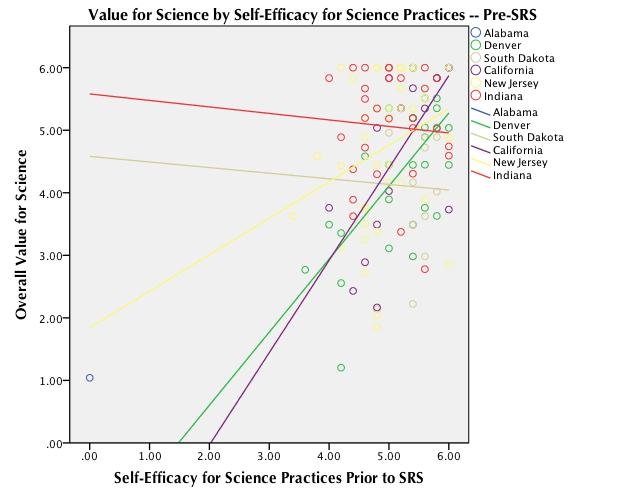 Value for Science by Self-Efficacy for Science Practices -- Pre-SRS
Alabama
Denver
South Dakota
California
New Jersey
Indiana
Alabama
Denver
South Dakota
California
New Jersey
Indiana
Overall Value for Science
6.00
5.00
4.00
3.00
2.00
1.00
.00
.00 1.00 2.00 3.00 4.00 5.00 6.00
Self-Efficacy for Science Practices Prior to SRS